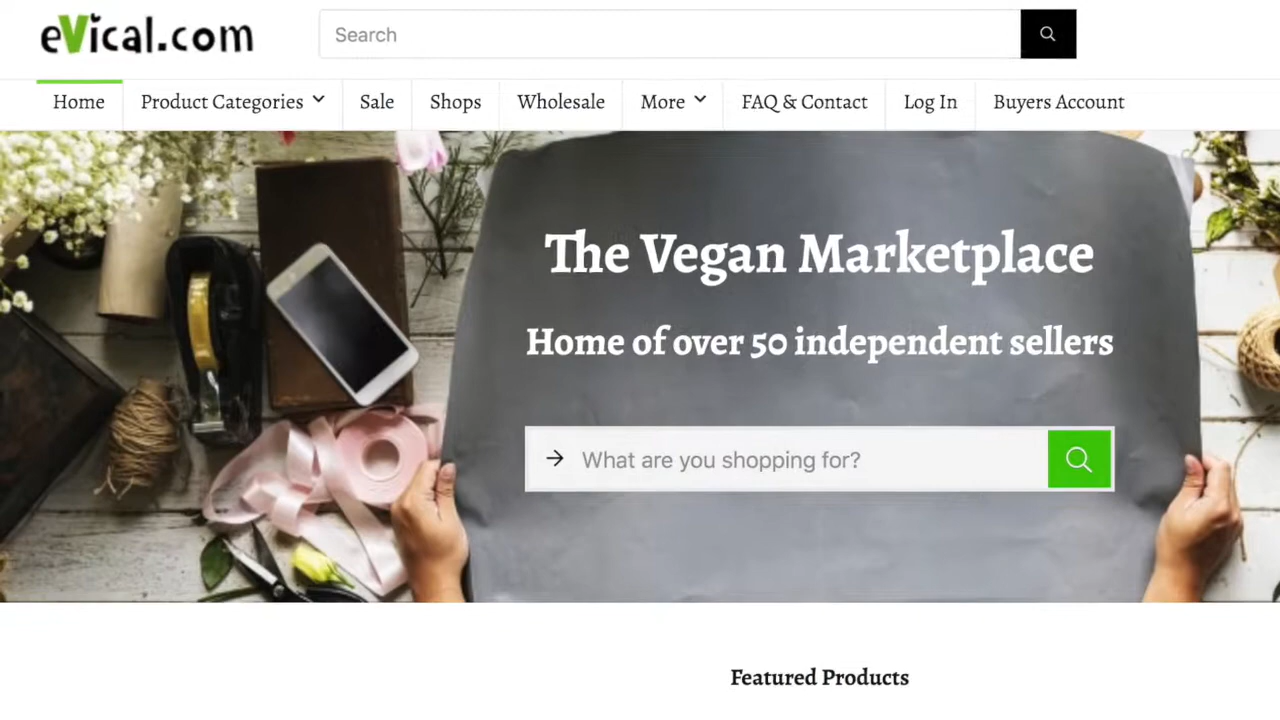 eVical.com
Search
Home
Product Categories
Sale
Shops
Wholesale
More
FAQ & Contact
Log In
Buyers Account
The Vegan Marketplace
Home of over 50 independent sellers
What are you shopping for?
Featured Products